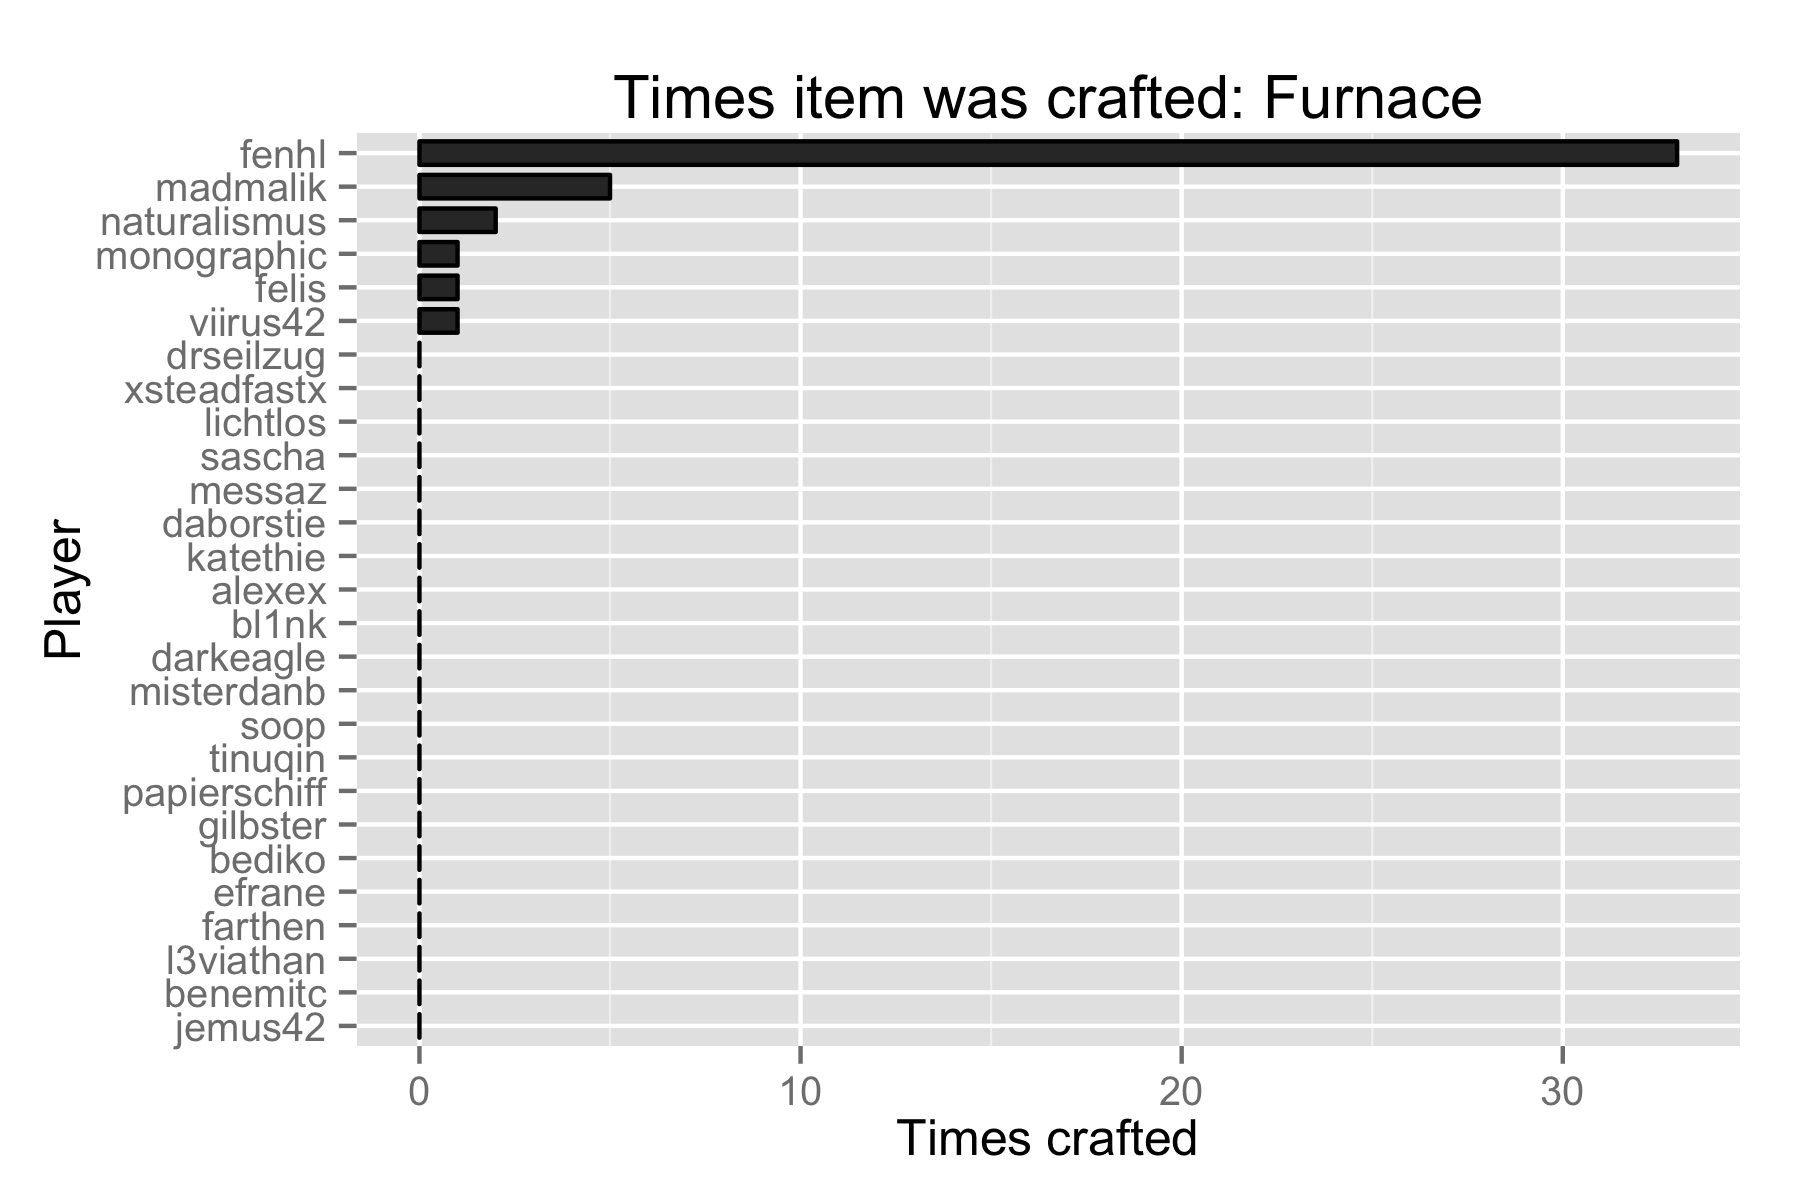 Times item was crafted: Furnace
fenhl
madmalik
naturalismus
monographic
felis
viirus42
drseilzug
xsteadfastx
lichtlos
sascha
messaz
daborstie
katethie
alexex
bl1nk
darkeagle
misterdanb
soop
tinuqin
papierschiff
gilbster
bediko
efrane
farthen
l3viathan
benemitc
jemus42
Player
0 10 20 30
Times crafted